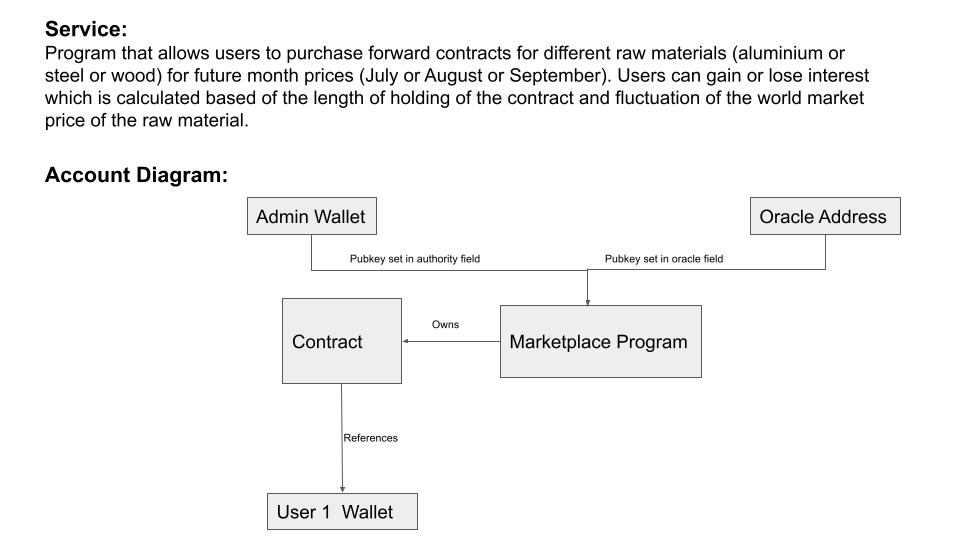 Service:
Program that allows users to purchase forward contracts for different raw materials (aluminium or
steel or wood) for future month prices (July or August or September). Users can gain or lose interest
which is calculated based of the length of holding of the contract and fluctuation of the world market
price of the raw material.
Account Diagram:
Admin Wallet
Oracle Address
Pubkey set in authority field
Pubkey set in oracle field
Contract
Owns
Marketplace Program
References
User 1  Wallet